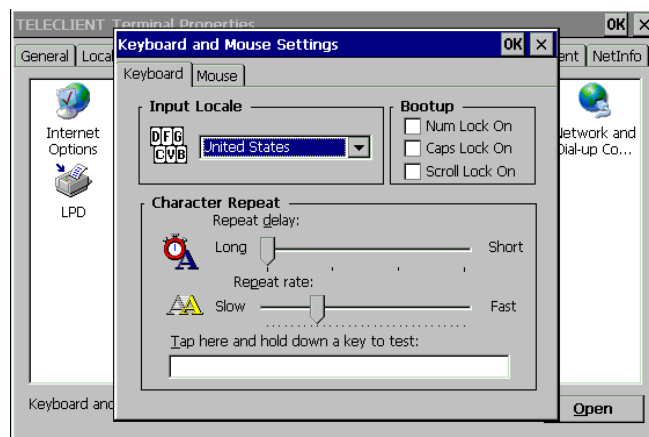 TELECLIENT Terminal Properties OK ×
Keyboard and Mouse Settings OK ×
General Loca ent NetInfo
Keyboard Mouse
Input Locale
Bootup
DFG
CVB
United States
Num Lock On
Caps Lock On
Scroll Lock On
Internet
Options
LPD
Network and
Dial-up Co...
Character Repeat
Repeat delay:
Long Short
Repeat rate:
Slow Fast
Tap here and hold down a key to test:
Keyboard and
Open